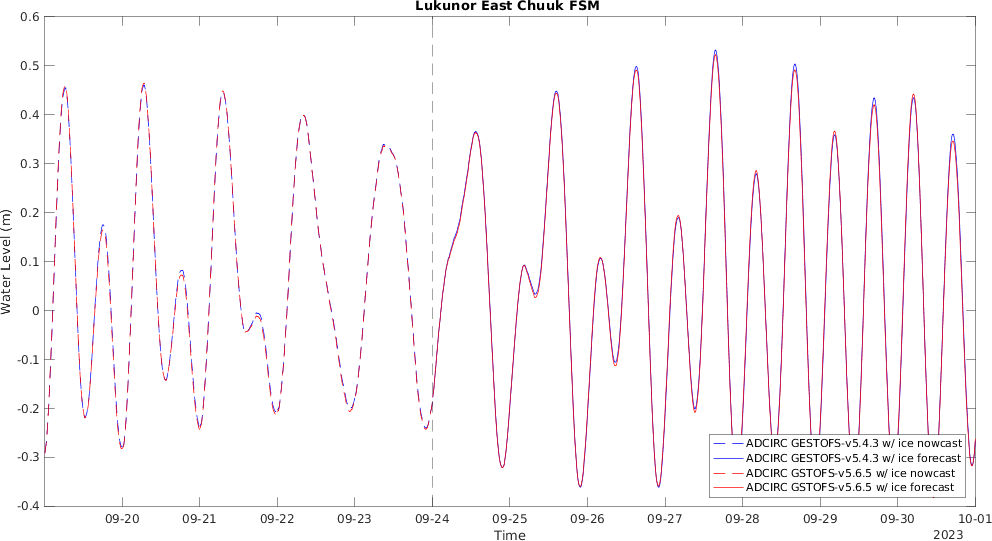 Lukunor East Chuuk FSM
0.6
0.5
0.4
0.3
0.2
0.1
0
-0.1
-0.2
-0.3
-0.4
Water Level (m)
ADCIRC GESTOFS-v5.4.3 w/ ice nowcast
ADCIRC GESTOFS-v5.4.3 w/ ice forecast
ADCIRC GSTOFS-v5.6.5 w/ ice nowcast
ADCIRC GSTOFS-v5.6.5 w/ ice forecast
09-20 09-21 09-22 09-23 09-24 09-25 09-26 09-27 09-28 09-29 09-30 10-01
Time
2023